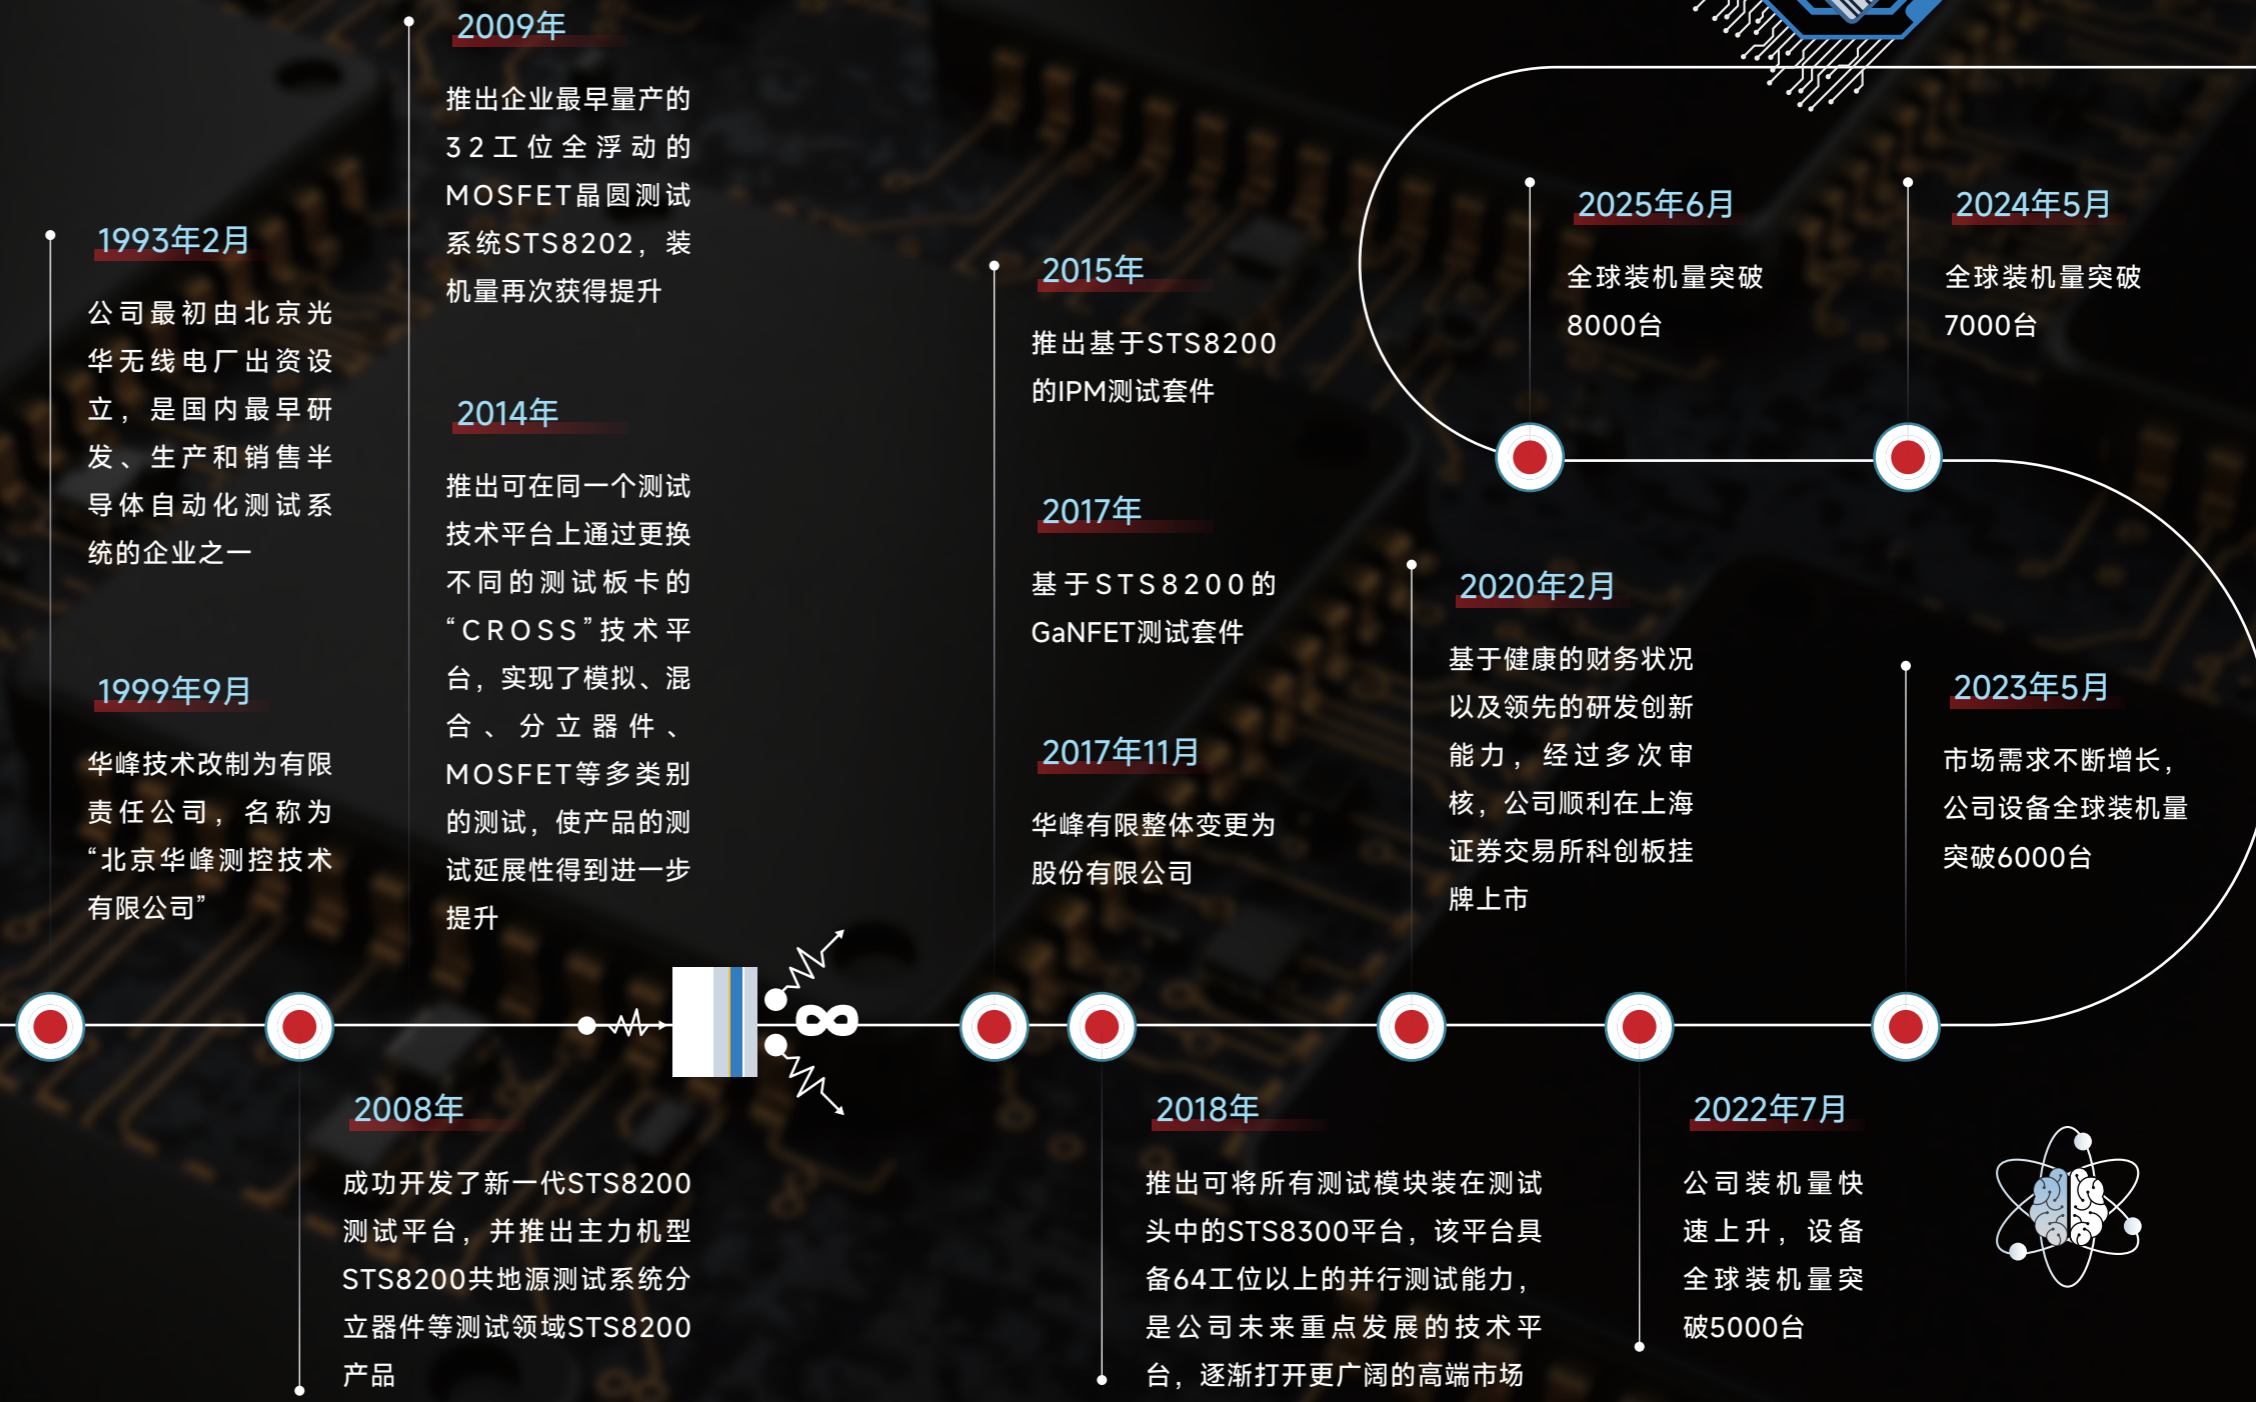 1993年2月
公司最初由北京光
华无线电厂出资设
立，是国内最早研
发、生产和销售半
导体自动化测试系
统的企业之一
1999年9月
华峰技术改制为有限
责任公司，名称为
“北京华峰测控技术
有限公司”
2008年
成功开发了新一代STS8200
测试平台，并推出主力机型
STS8200共地源测试系统分
立器件等测试领域STS8200
产品
2009年
推出企业最早量产的
32工位全浮动的
MOSFET晶圆测试
系统STS8202，装
机量再次获得提升
2014年
推出可在同一个测试
技术平台上通过更换
不同的测试板卡的
“CROSS”技术平
台，实现了模拟、混
合、分立器件、
MOSFET等多类别
的测试，使产品的测
试延展性得到进一步
提升
2015年
推出基于STS8200
的IPM测试套件
2017年
基于STS8200的
GaNFET测试套件
2017年11月
华峰有限整体变更为
股份有限公司
2018年
推出可将所有测试模块装在测试
头中的STS8300平台，该平台具
备64工位以上的并行测试能力，
是公司未来重点发展的技术平
台，逐渐打开更广阔的高端市场
2020年2月
基于健康的财务状况
以及领先的研发创新
能力，经过多次审
核，公司顺利在上海
证券交易所科创板挂
牌上市
2022年7月
公司装机量快
速上升，设备
全球装机量突
破5000台
2023年5月
市场需求不断增长，
公司设备全球装机量
突破6000台
2024年5月
全球装机量突破
7000台
2025年6月
全球装机量突破
8000台